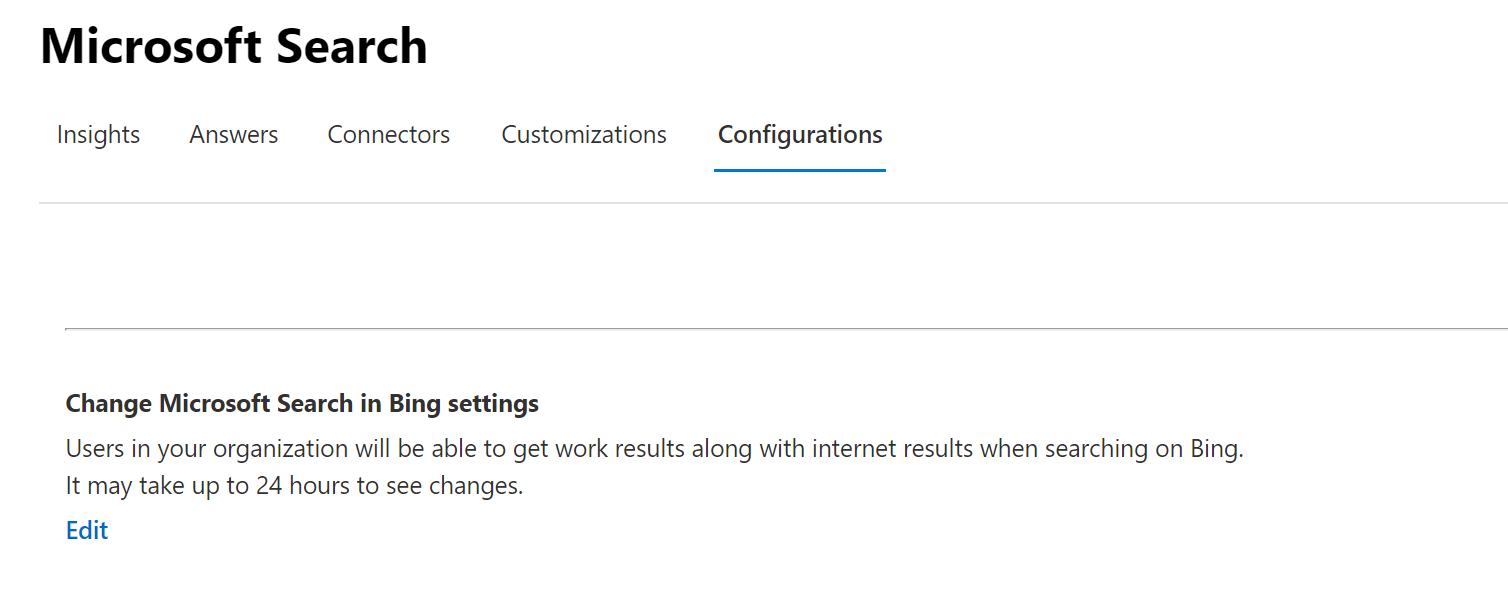 Microsoft Search
Insights Answers Connectors Customizations Configurations
Change Microsoft Search in Bing settings
Users in your organization will be able to get work results along with internet results when searching on Bing.
It may take up to 24 hours to see changes.
Edit